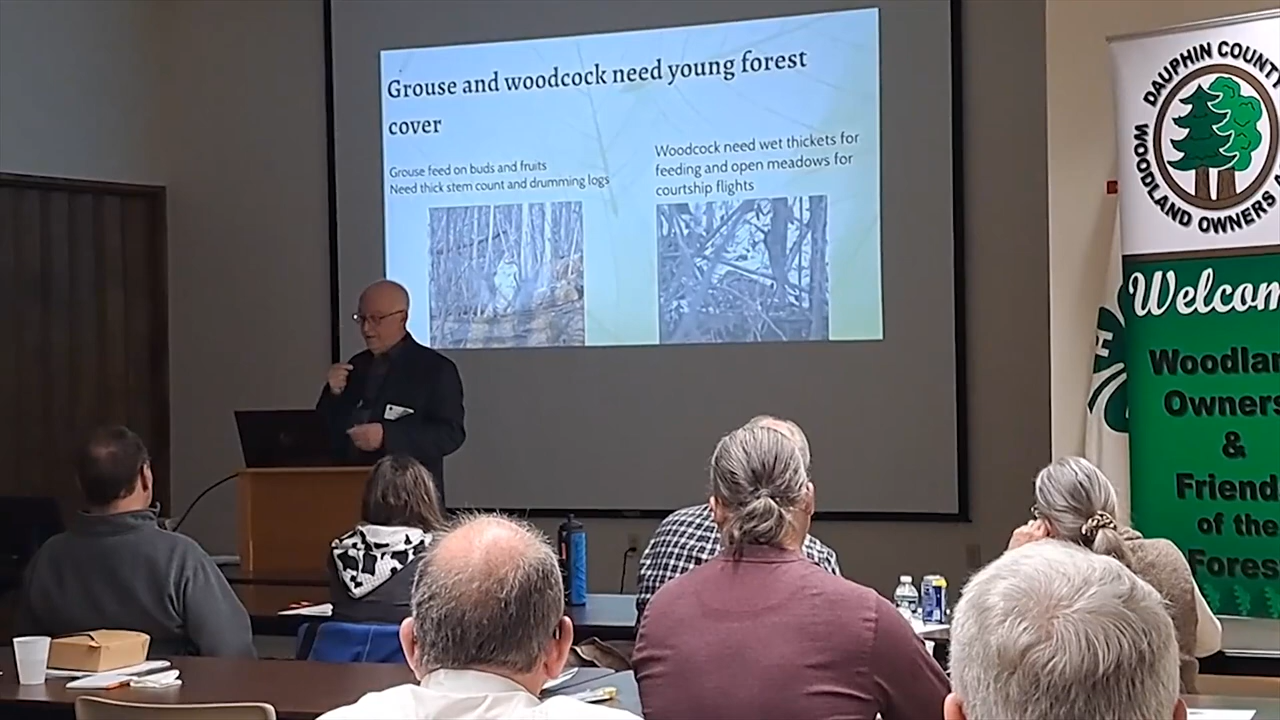 Grouse and woodcock need young forest
cover
Grouse feed on buds and fruits
Need thick stem count and drumming logs
Woodcock need wet thickets for
feeding and open meadows for
courtship flights
DAUPHIN COUNTY
WOODLAND OWNERS A
Welcom
Woodlan
Owners
&
Friend
of the
Fores
H